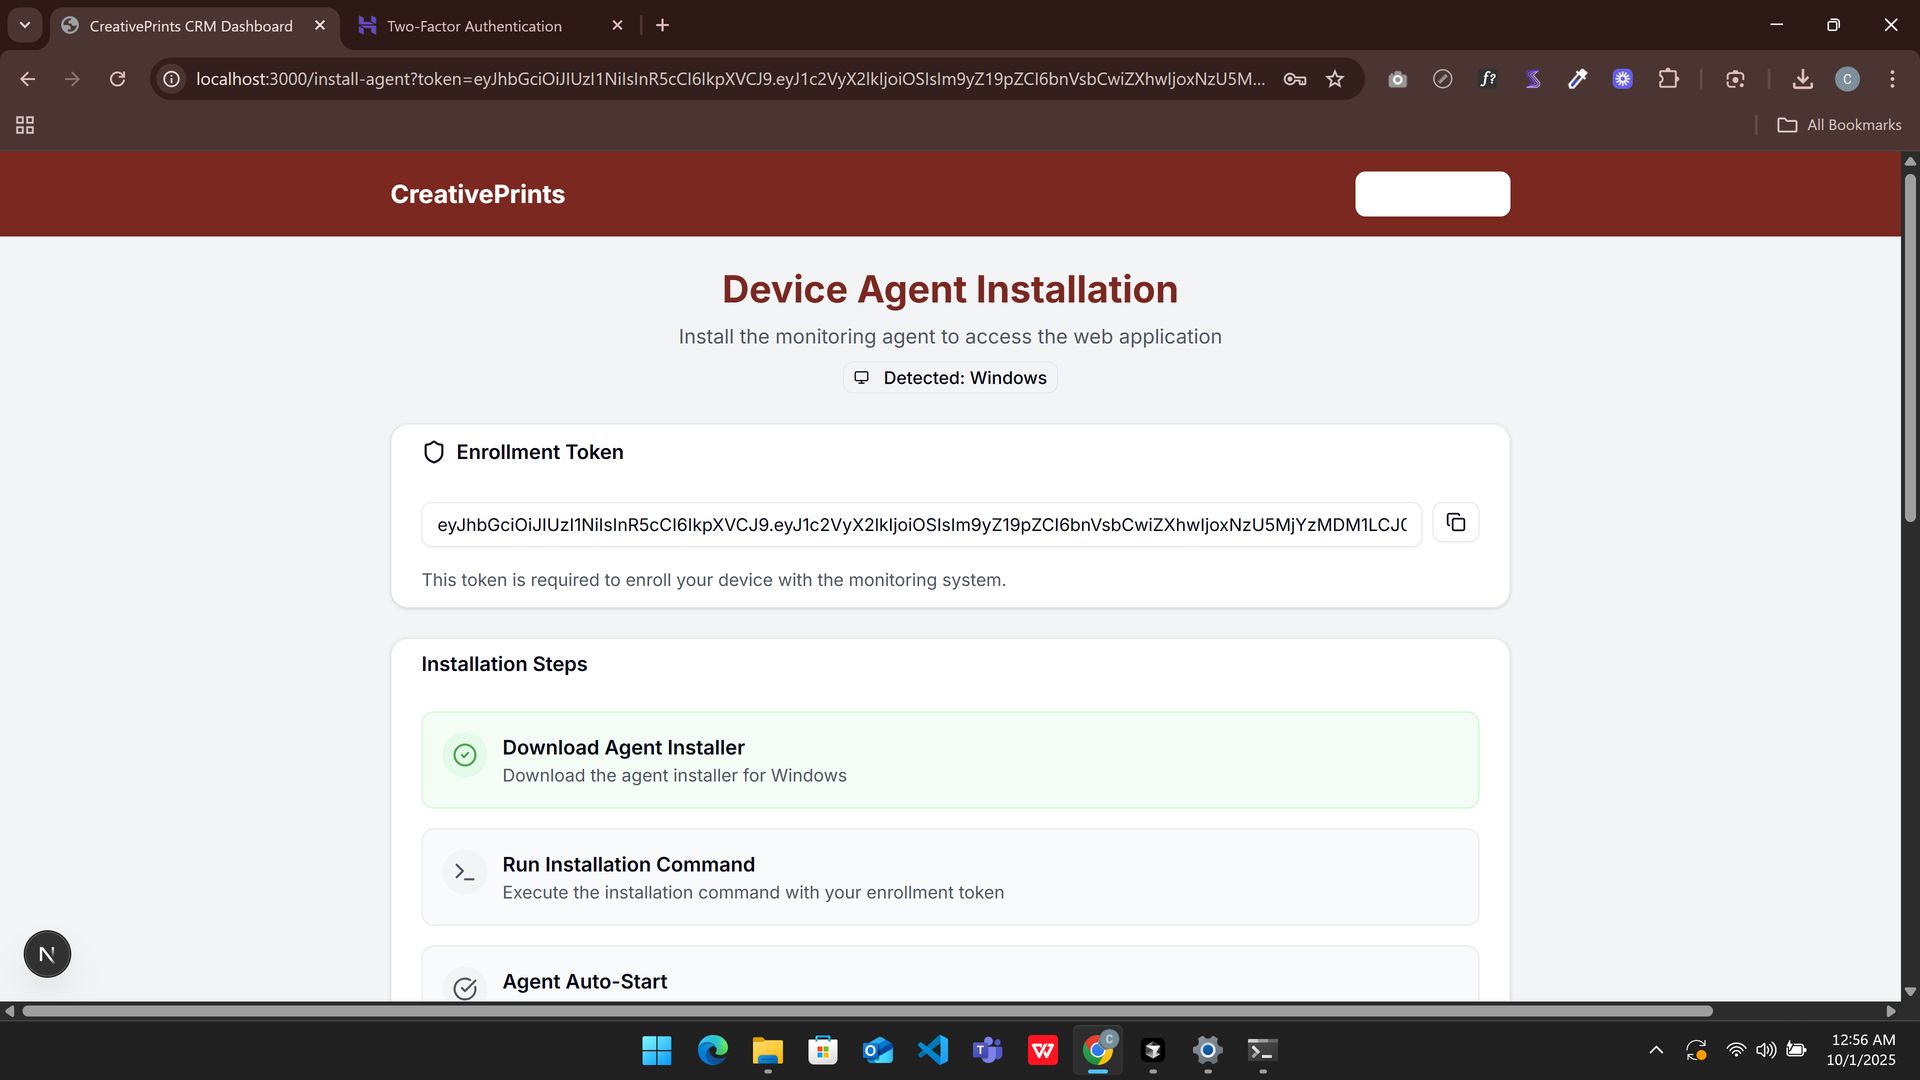 CreativePrints CRM Dashboard
Two-Factor Authentication
localhost:3000/install-agent?token=eyJhbGciOiJIUzI1NiIsInR5cCI6IkpXVCJ9.eyJ1c2VyX2lkIjoiOSIsIm9yZ19pZCI6bnVsbCwiZXhwIjoxNzU5M...
f?
C
All Bookmarks
CreativePrints
Device Agent Installation
Install the monitoring agent to access the web application
Detected: Windows
Enrollment Token
eyJhbGciOiJIUzI1NiIsInR5cCI6IkpXVCJ9.eyJ1c2VyX2lkIjoiOSIsIm9yZ19pZCI6bnVsbCwiZXhwIjoxNzU5MjYzMDM1LCJ0
This token is required to enroll your device with the monitoring system.
Installation Steps
Download Agent Installer
Download the agent installer for Windows
Run Installation Command
Execute the installation command with your enrollment token
Agent Auto-Start
N
12:56 AM
10/1/2025